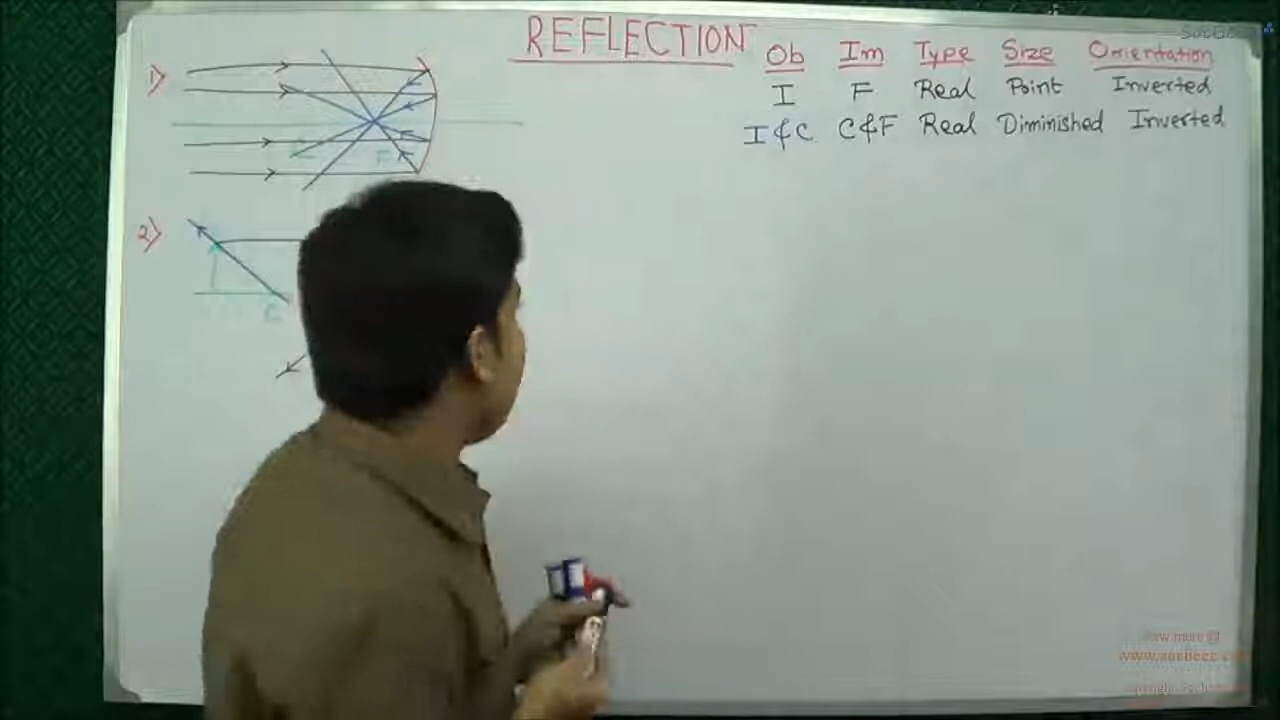 REFLECTION
Ob Im Type Size Orientation
I F Real Point Inverted
I & C C & F Real Diminished Inverted
1)
C F
2)
C